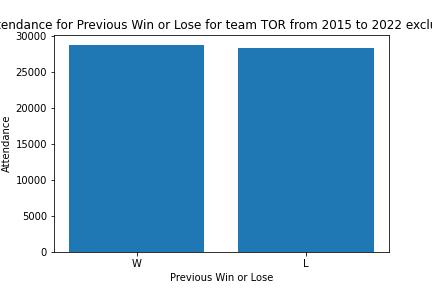 tendance for Previous Win or Lose for team TOR from 2015 to 2022 exclu
30000
25000
20000
15000
10000
5000
0
Attendance
W L
Previous Win or Lose